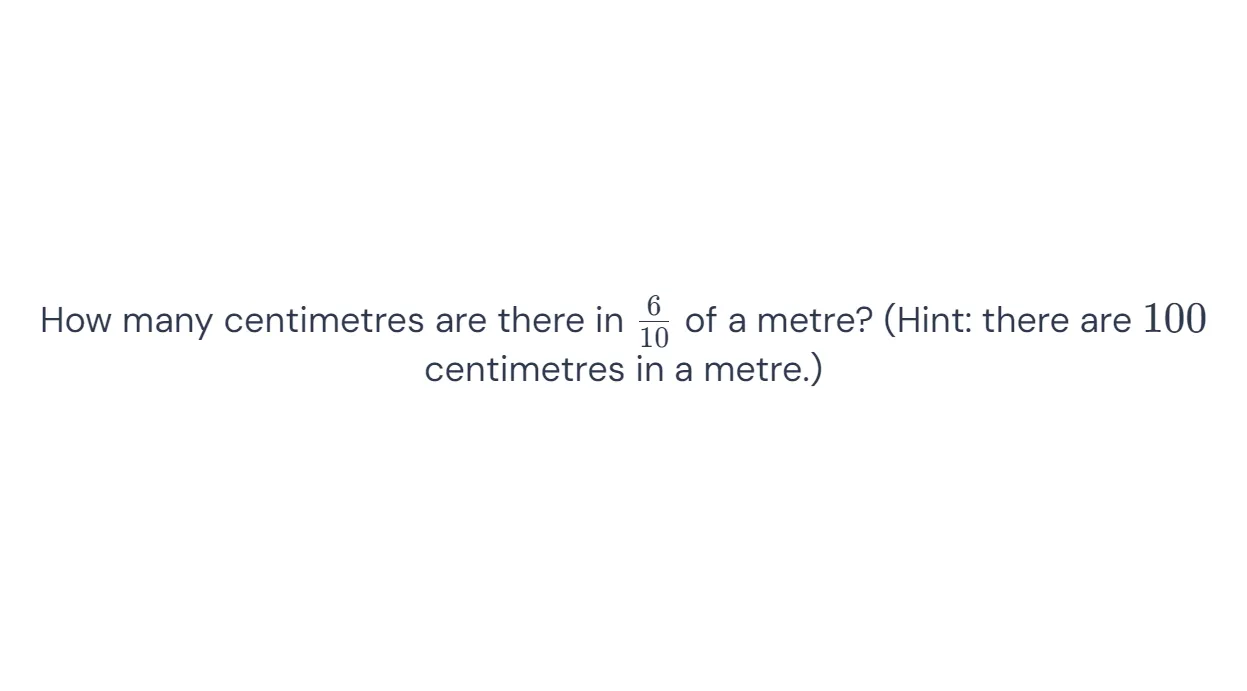 How many centimetres are there in \frac{6}{10} of a metre? (Hint: there are 100
centimetres in a metre.)